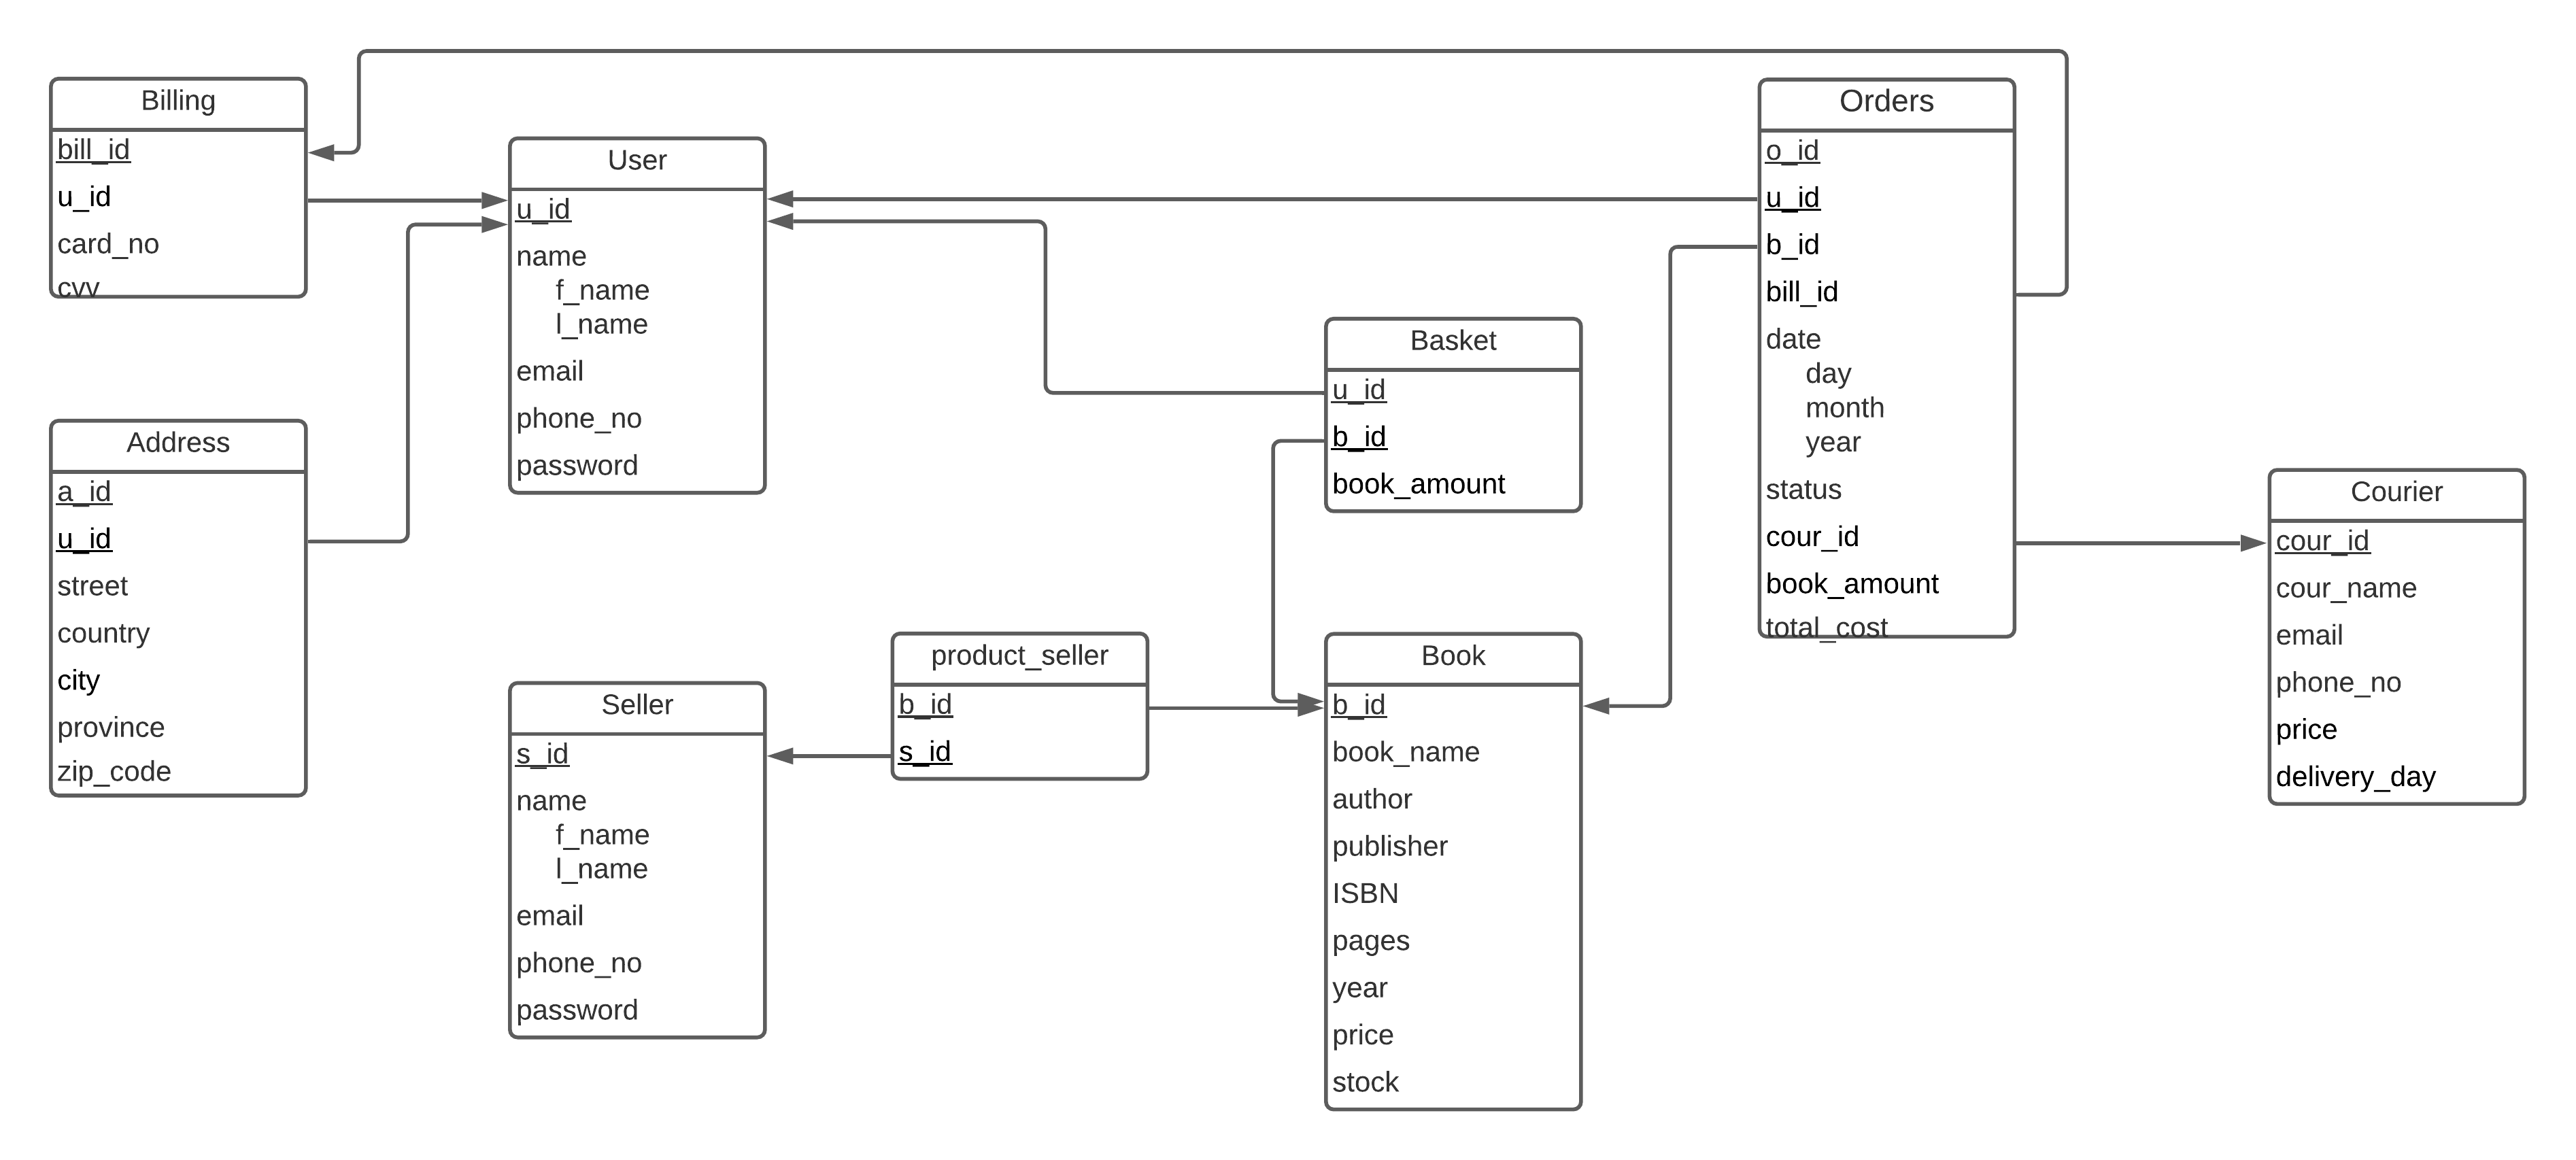 Billing
bill_id
u_id
card_no
cvv
User
u_id
name
f_name
l_name
email
phone_no
password
Orders
o_id
u_id
b_id
bill_id
date
day
month
year
status
cour_id
book_amount
total_cost
Basket
u_id
b_id
book_amount
Address
a_id
u_id
street
country
city
province
zip_code
Courier
cour_id
cour_name
email
phone_no
price
delivery_day
Seller
s_id
name
f_name
l_name
email
phone_no
password
product_seller
b_id
s_id
Book
b_id
book_name
author
publisher
ISBN
pages
year
price
stock